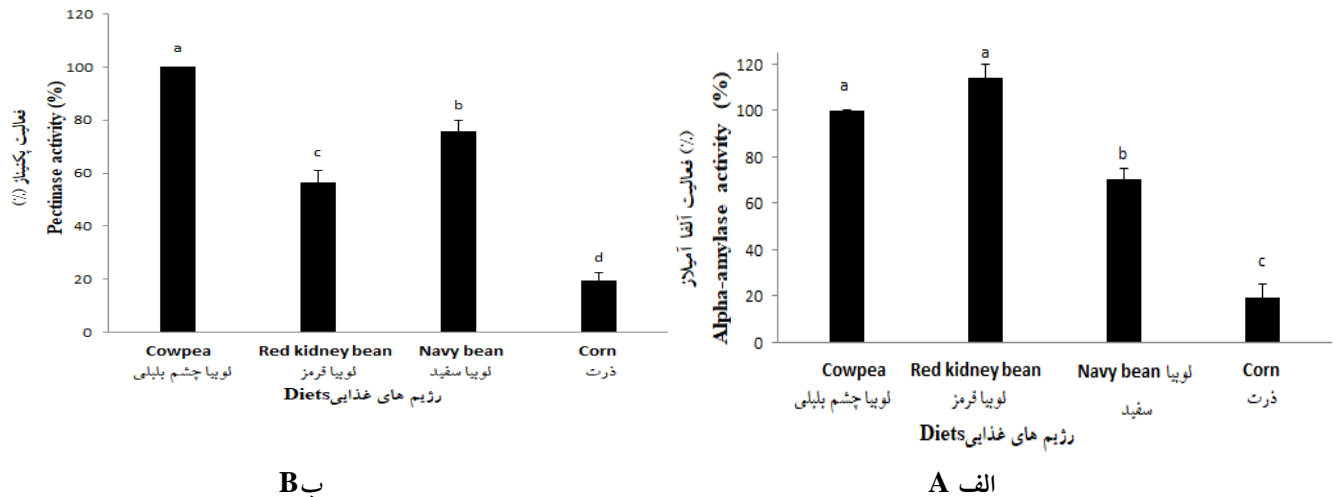 فعالیت پکتیناز (%)
Pectinase activity (%)
120
100
80
60
40
20
0
a
c
b
d
Cowpea
Red kidney bean
Navy bean
Corn
لوبیا چشم بلبلی
لوبیا قرمز
لوبیا سفید
ذرت
رژیم های غذاییDiets
ب B
(%) فعالیت آلفا آمیلاز
Alpha-amylase activity (%)
120
100
80
60
40
20
0
a
a
b
c
Cowpea
Red kidney bean
Navy bean لوبیا
Corn
لوبیا چشم بلبلی
لوبیا قرمز
سفید
ذرت
رژیم های غذاییDiets
الف A